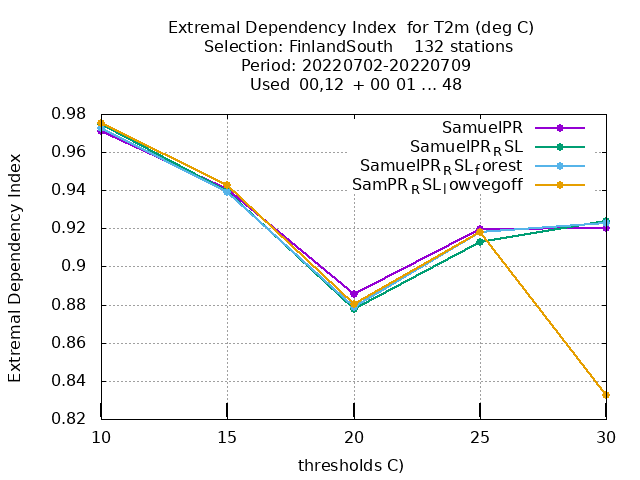 Extremal Dependency Index for T2m (deg C)
Selection: FinlandSouth 132 stations
Period: 20220702-20220709
Used 00,12 + 00 01 ... 48
SamuelPR
SamuelPR_RSL
SamuelPR_RSL_forest
SamPR_RSL_lowvegoff
Extremal Dependency Index
0.98
0.96
0.94
0.92
0.9
0.88
0.86
0.84
0.82
10 15 20 25 30
thresholds C)